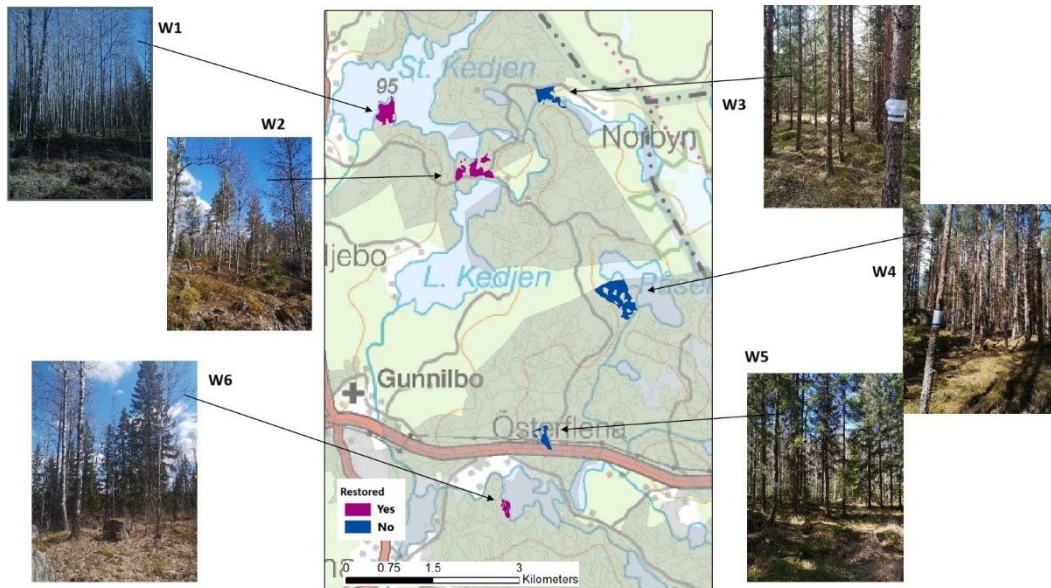 W1
St. Kedjen
95
W2
W3
Norbyn
ljebo
L. Kedjen
W4
W5
W6
Gunnilbo
Österflena
Restored
Yes
No
na
0 0.75 1.5 3
Kilometers